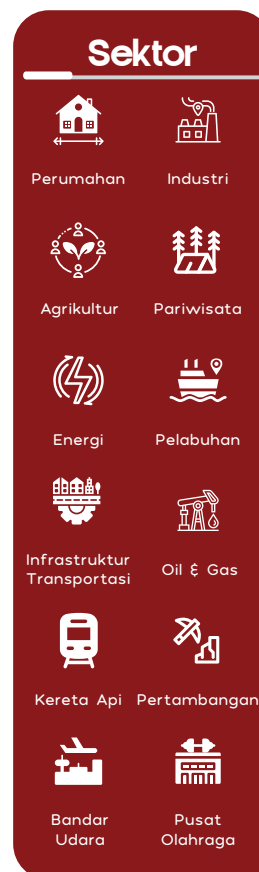 Sektor
Perumahan
Industri
Agrikultur
Pariwisata
Energi
Pelabuhan
Infrastruktur
Transportasi
Oil & Gas
Kereta Api
Pertambangan
Bandar
Udara
Pusat
Olahraga